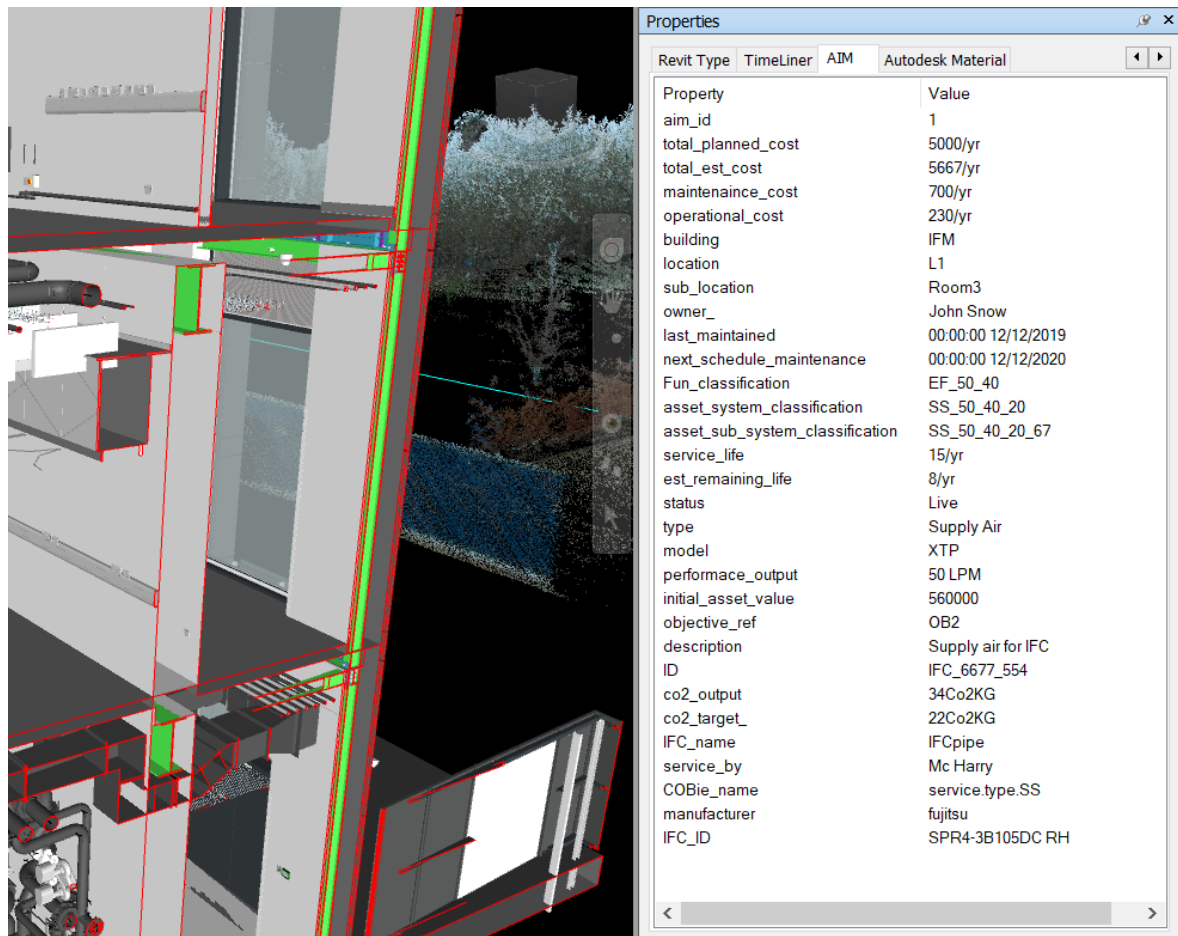 Properties
Revit Type TimeLiner AIM Autodesk Material
Property Value
aim_id 1
total_planned_cost 5000/yr
total_est_cost 5667/yr
maintenaince_cost 700/yr
operational_cost 230/yr
building IFM
location L1
sub_location Room3
owner_ John Snow
last_maintained 00:00:00 12/12/2019
next_schedule_maintenance 00:00:00 12/12/2020
Fun_classification EF_50_40
asset_system_classification SS_50_40_20
asset_sub_system_classification SS_50_40_20_67
service_life 15/yr
est_remaining_life 8/yr
status Live
type Supply Air
model XTP
performace_output 50 LPM
initial_asset_value 560000
objective_ref OB2
description Supply air for IFC
ID IFC_6677_554
co2_output 34Co2KG
co2_target_ 22Co2KG
IFC_name IFCpipe
service_by Mc Harry
COBie_name service.type.SS
manufacturer fujitsu
IFC_ID SPR4-3B105DC RH